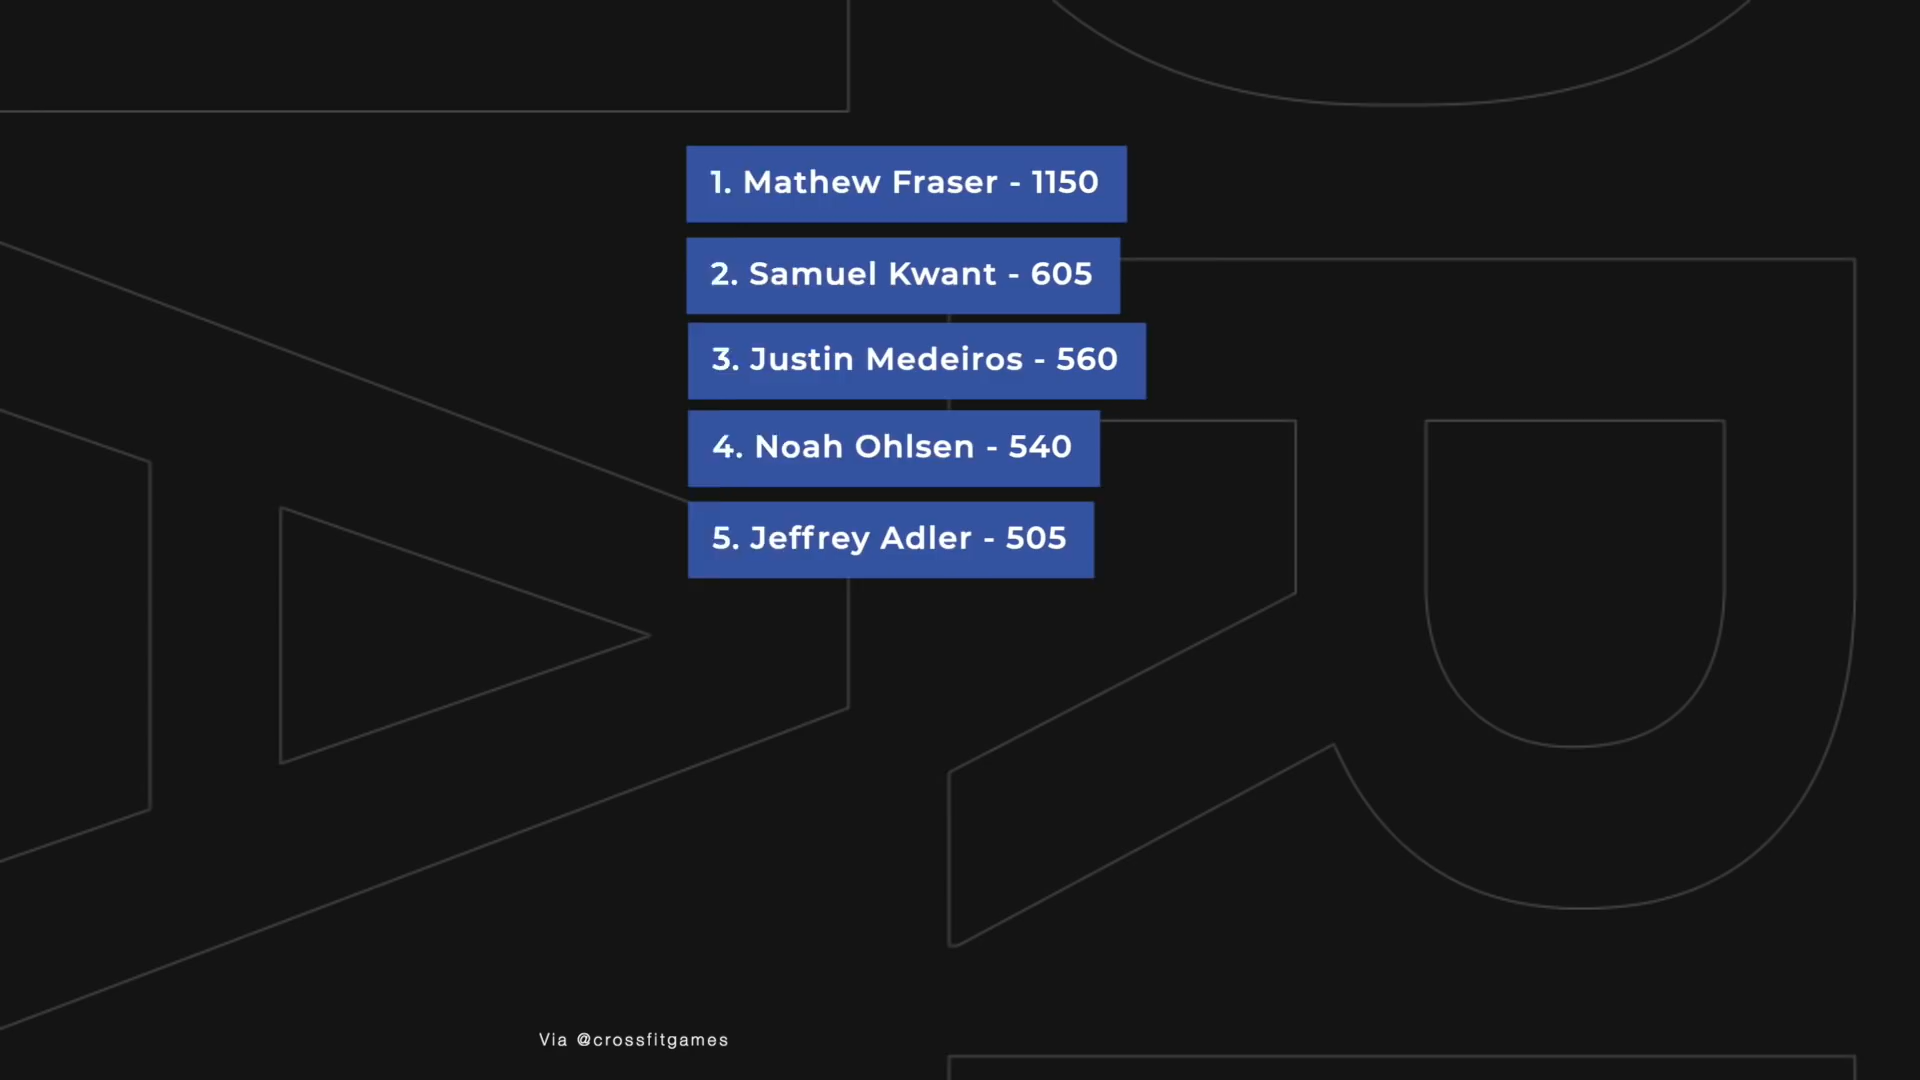 1. Mathew Fraser - 1150
2. Samuel Kwant - 605
3. Justin Medeiros - 560
4. Noah Ohlsen - 540
5. Jeffrey Adler - 505
Via @crossfitgames